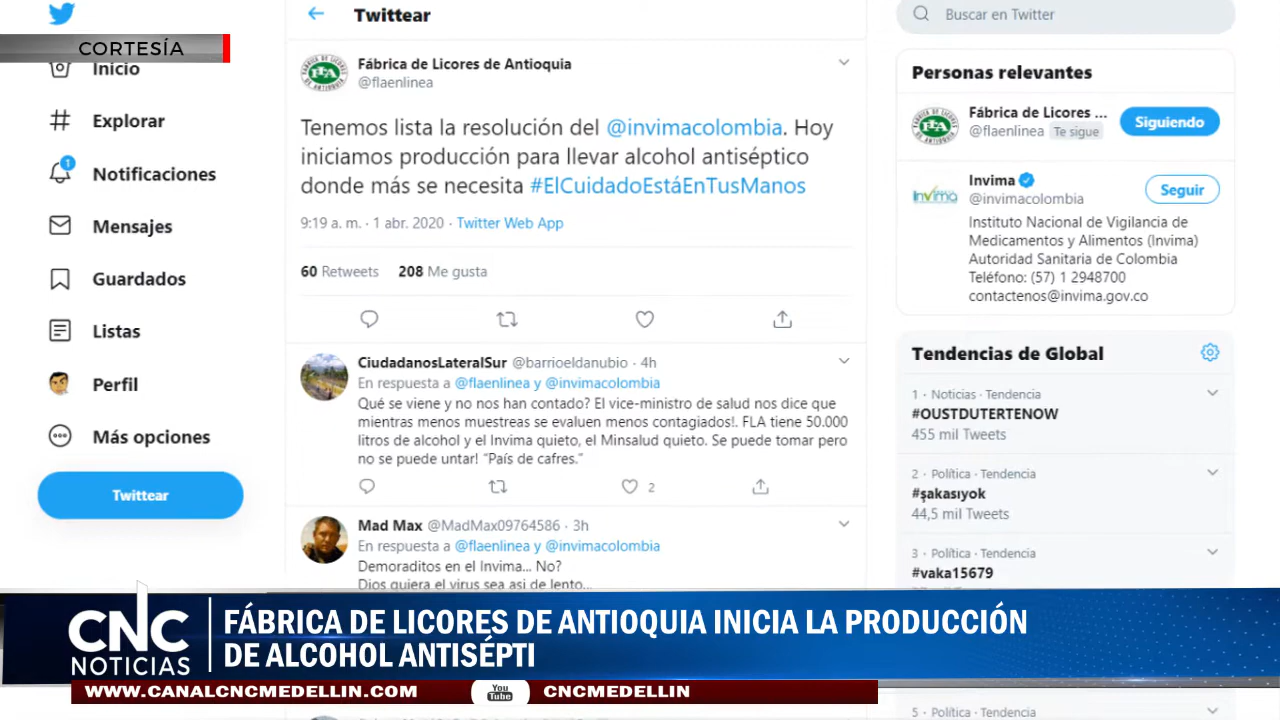 CORTESÍA
Inicio
Explorar
1
Notificaciones
Mensajes
Guardados
Listas
Perfil
Más opciones
Twittear
Twittear
Fábrica de Licores de Antioquia
@flaenlinea
Tenemos lista la resolución del @invimacolombia. Hoy
iniciamos producción para llevar alcohol antiséptico
donde más se necesita #ElCuidadoEstáEnTusManos
9:19 a. m. · 1 abr. 2020 · Twitter Web App
60 Retweets 208 Me gusta
CiudadanosLateralSur @barrioeldanubio · 4h
En respuesta a @flaenlinea y @invimacolombia
Qué se viene y no nos han contado? El vice-ministro de salud nos dice que
mientras menos muestreas se evaluen menos contagiados!. FLA tiene 50.000
litros de alcohol y el Invima quieto, el Minsalud quieto. Se puede tomar pero
no se puede untar! “País de cafres.”
2
Mad Max @MadMax09764586 · 3h
En respuesta a @flaenlinea y @invimacolombia
Demoraditos en el Invima... No?
Dios quiera el virus sea asi de lento...
Buscar en Twitter
Personas relevantes
Fábrica de Licores ...
@flaenlinea Te sigue
Siguiendo
Invima
@invimacolombia
Seguir
Instituto Nacional de Vigilancia de
Medicamentos y Alimentos (Invima)
Autoridad Sanitaria de Colombia
Teléfono: (57) 1 2948700
contactenos@invima.gov.co
Tendencias de Global
1 · Noticias · Tendencia
#OUSTDUTERTENOW
455 mil Tweets
2 · Política · Tendencia
#şakasıyok
44,5 mil Tweets
3 · Política · Tendencia
#vaka15679
5 · Política · Tendencia
CNC
NOTICIAS
FÁBRICA DE LICORES DE ANTIOQUIA INICIA LA PRODUCCIÓN
DE ALCOHOL ANTISÉPTI
WWW.CANALCNCMEDELLIN.COM
You
Tube
CNCMEDELLIN